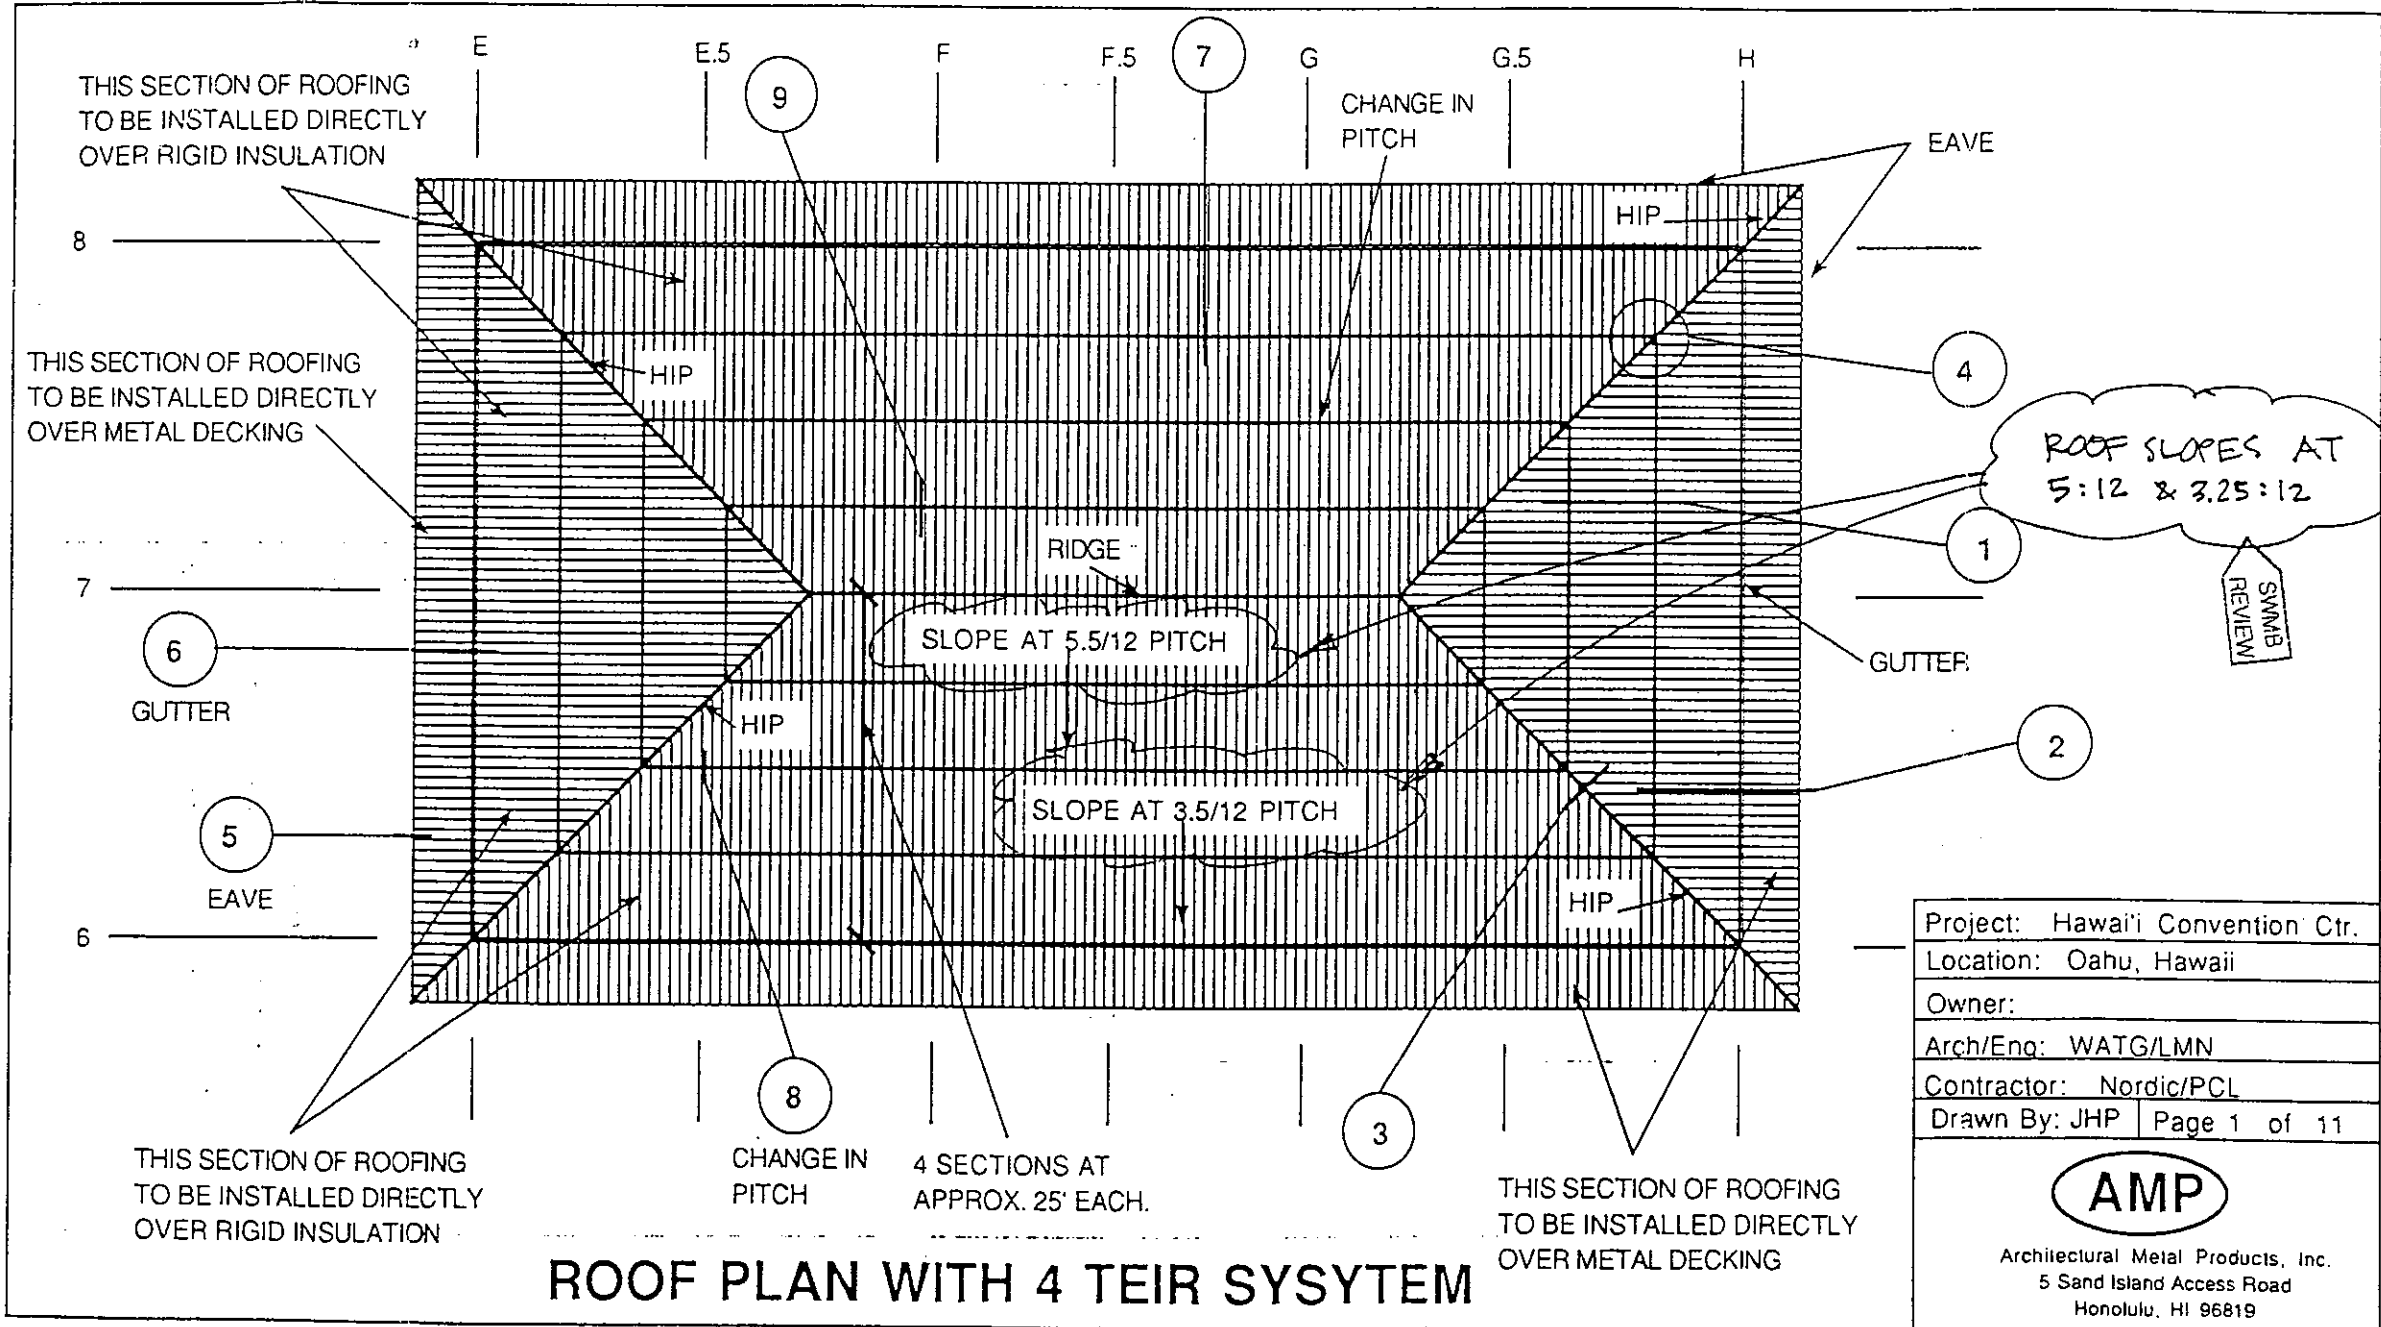 E
E.5
F
F.5
7
G
G.5
H
THIS SECTION OF ROOFING
TO BE INSTALLED DIRECTLY
OVER RIGID INSULATION
9
CHANGE IN
PITCH
EAVE
HIP
8
THIS SECTION OF ROOFING
TO BE INSTALLED DIRECTLY
OVER METAL DECKING
HIP
4
ROOF SLOPES AT
5:12 & 3.25:12
SWMB
REVIEW
1
7
RIDGE
SLOPE AT 5.5/12 PITCH
6
GUTTER
GUTTER
HIP
2
SLOPE AT 3.5/12 PITCH
5
EAVE
HIP
6
8
CHANGE IN
PITCH
4 SECTIONS AT
APPROX. 25' EACH.
3
THIS SECTION OF ROOFING
TO BE INSTALLED DIRECTLY
OVER RIGID INSULATION
THIS SECTION OF ROOFING
TO BE INSTALLED DIRECTLY
OVER METAL DECKING
ROOF PLAN WITH 4 TEIR SYSYTEM
Project: Hawai'i Convention Ctr.
Location: Oahu, Hawaii
Owner:
Arch/Eng: WATG/LMN
Contractor: Nordic/PCL
Drawn By: JHP Page 1 of 11
AMP
Architectural Metal Products, Inc.
5 Sand Island Access Road
Honolulu, HI 96819